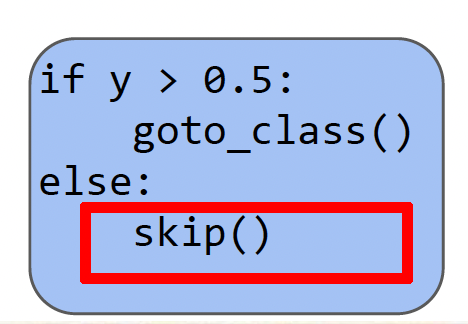 if y > 0.5:
    goto_class()
else:
    skip()